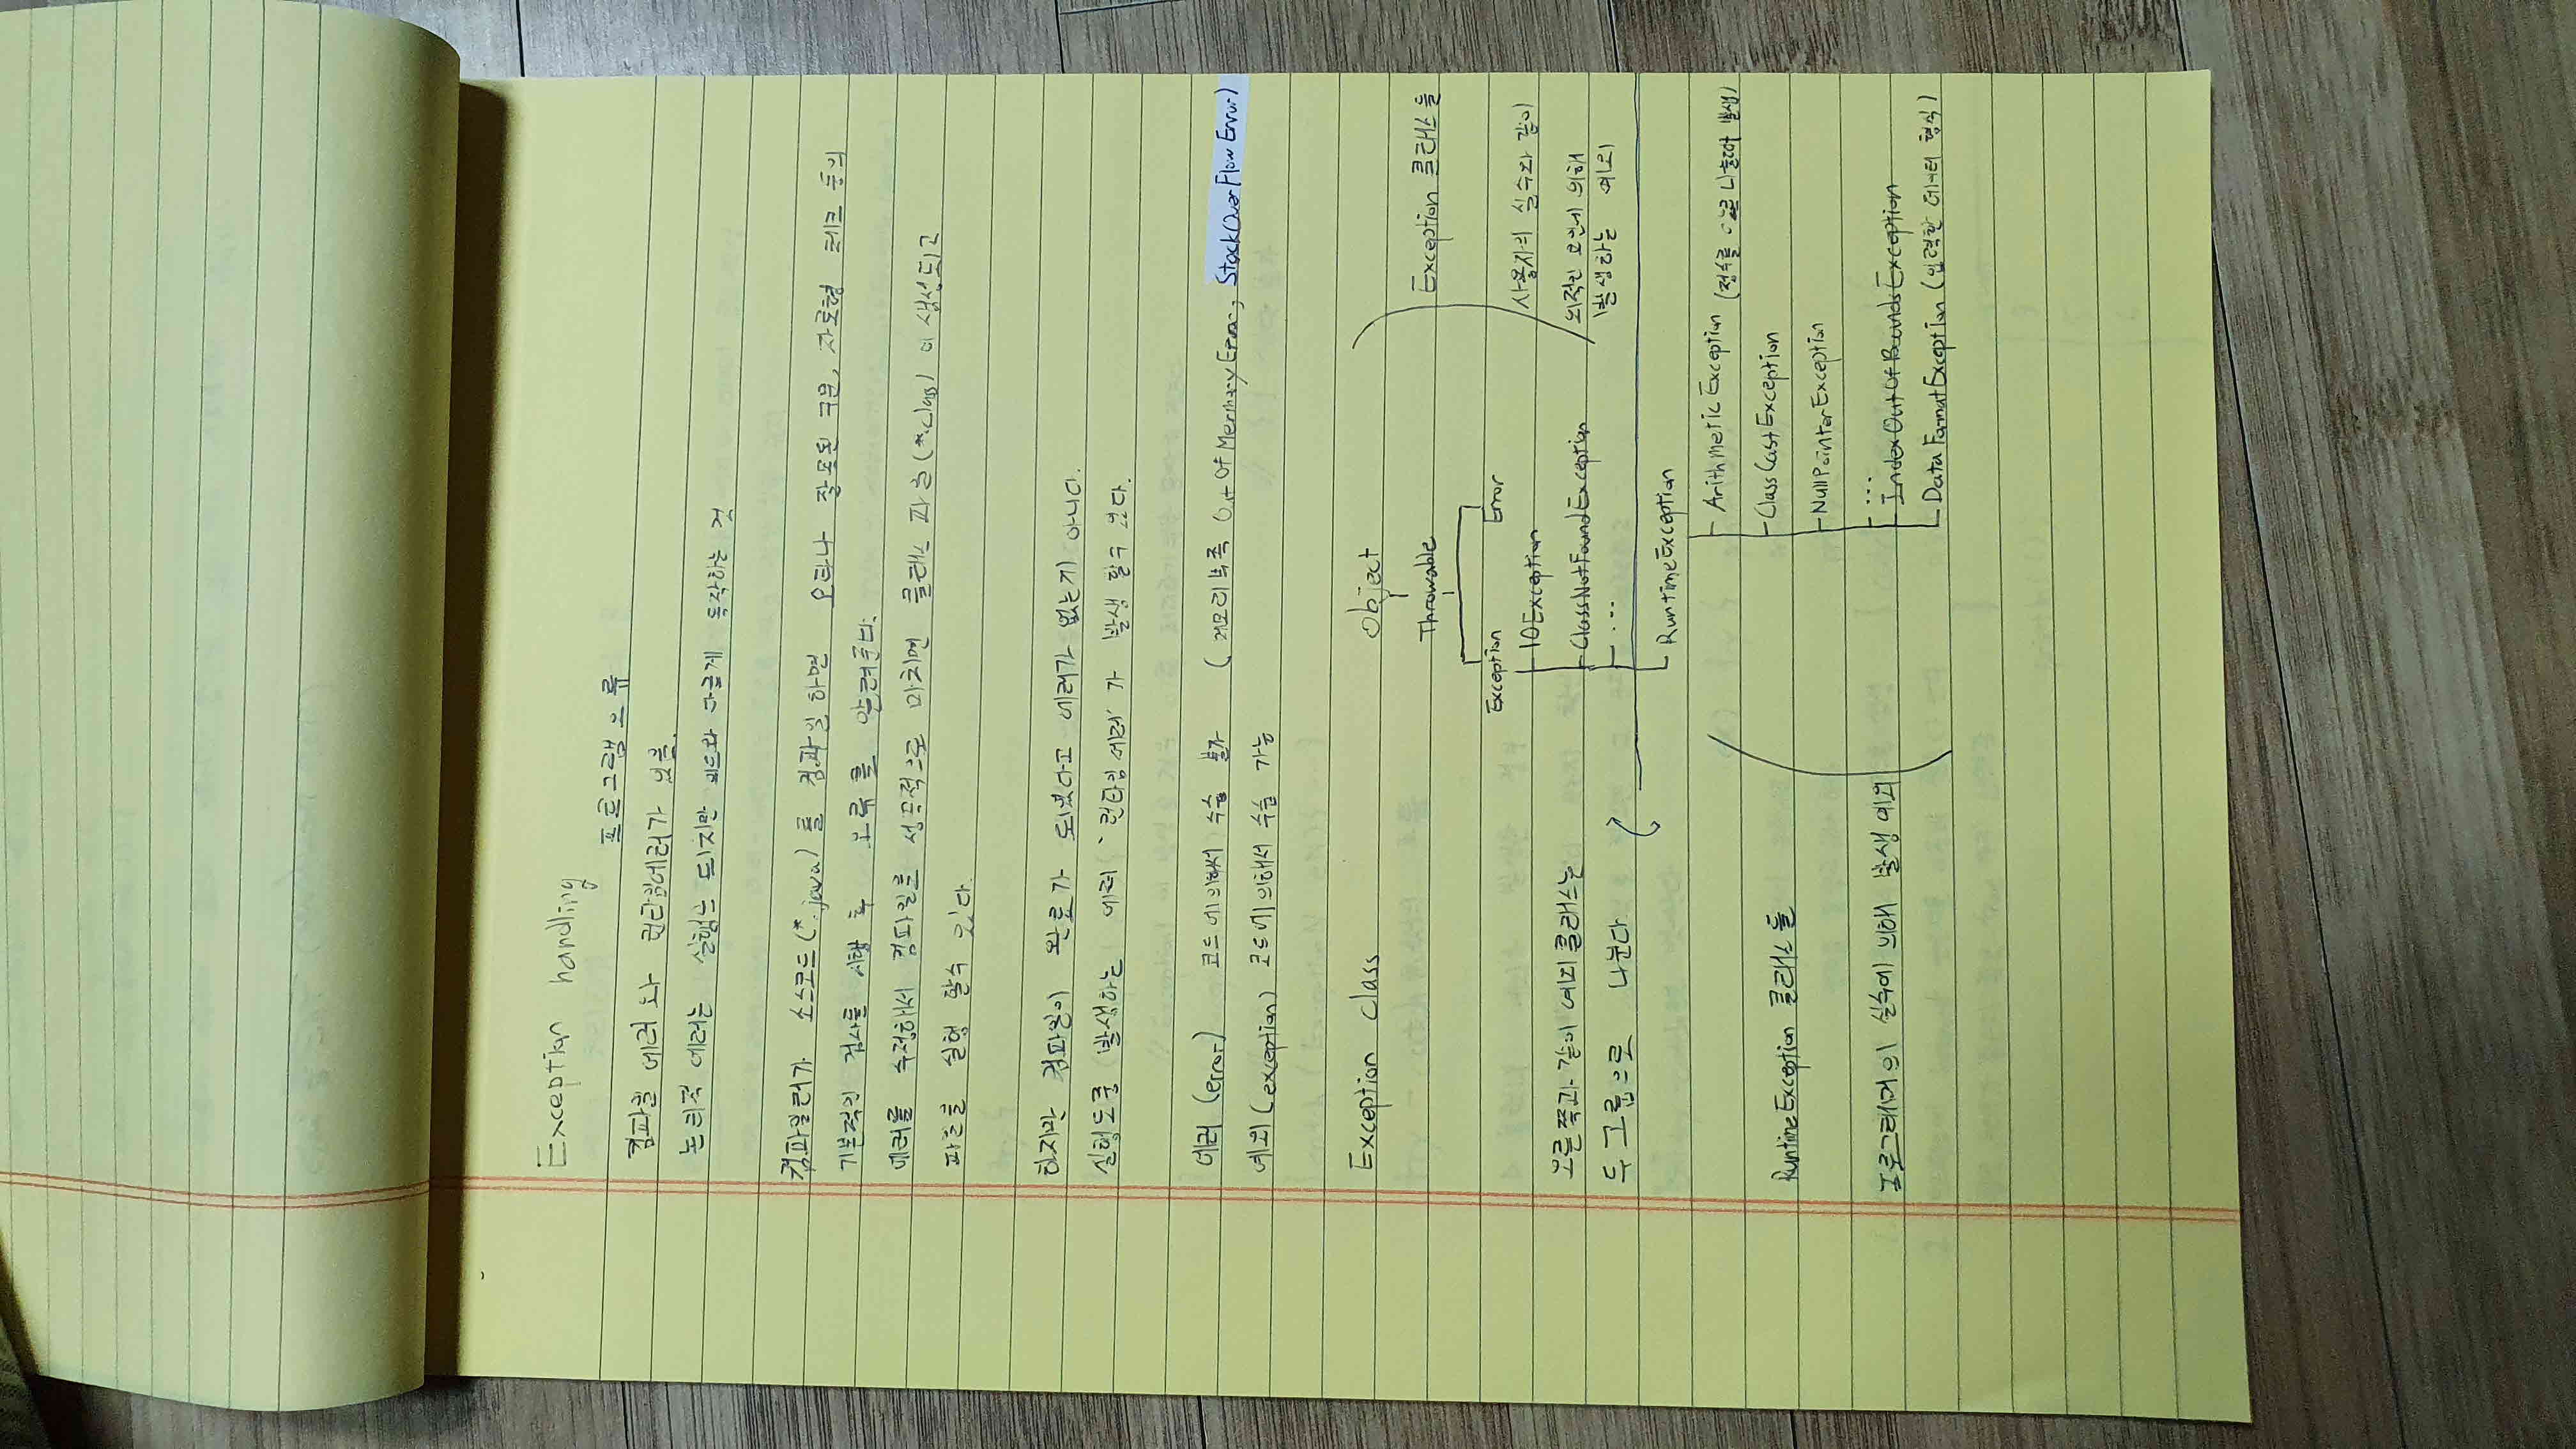 Exception handling
프로그램 오류
컴파일 에러와 런타임에러가 있음.
논리적 에러는 실행은 되지만 의도와 다르게 동작하는 것
컴파일러가 소스코드(*.java)를 컴파일 하면 오타나 잘못된 구문, 자료형 체크 등의
기본적인 검사를 시행 후 오류를 알려준다.
에러를 수정해서 컴파일을 성공적으로 마치면 클래스 파일(*.class)이 생성되고
파일을 실행 할수 있다.
하지만 컴파일이 완료가 되었다고 에러가 없는게 아니다.
실행도중 발생하는 에러 '런타임에러'가 발생 할수 있다.
에러 (error) 코드에의해서 수습 불가 (메모리부족 Out Of Memory Error, StackOverFlow Error)
예외(exception) 코드에의해서 수습 가능
Exception class
Object
Throwable
Exception 클래스들
Exception Error
IOException
사용자의 실수와 같이
오른쪽과 같이 예외클래스는
ClassNotFoundException
외적인 요인에 의해
발생하는 예외
두그룹으로 나뉜다
...
RuntimeException
ArithmeticException (정수를 0으로 나눌때 발생)
ClassCastException
RuntimeException 클래스들
NullPointerException
...
프로그래머의 실수에 의해 발생 예외
IndexOutOfBoundsException
DataFormatException (입력한 데이터 형식)